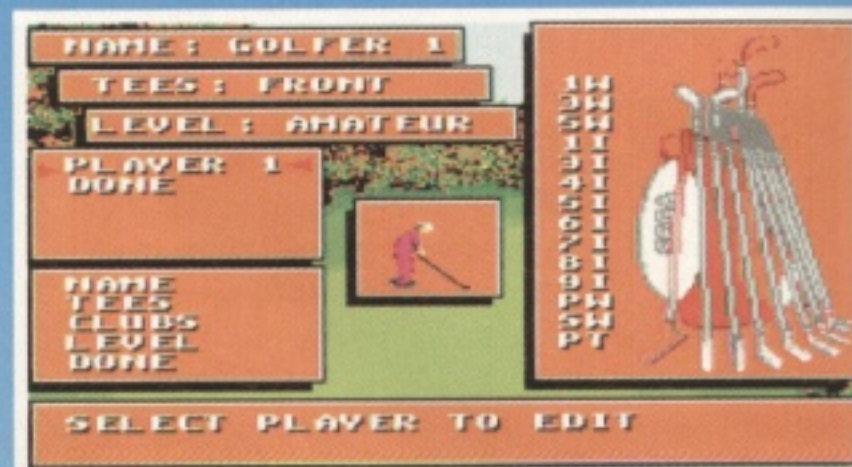 NAME: GOLFER 1
TEES: FRONT
LEVEL: AMATEUR
PLAYER 1
DONE
NAME
TEES
CLUBS
LEVEL
DONE
1W
3W
5W
1I
3I
4I
5I
6I
7I
8I
9I
PW
SW
PT
SEGA
SELECT PLAYER TO EDIT